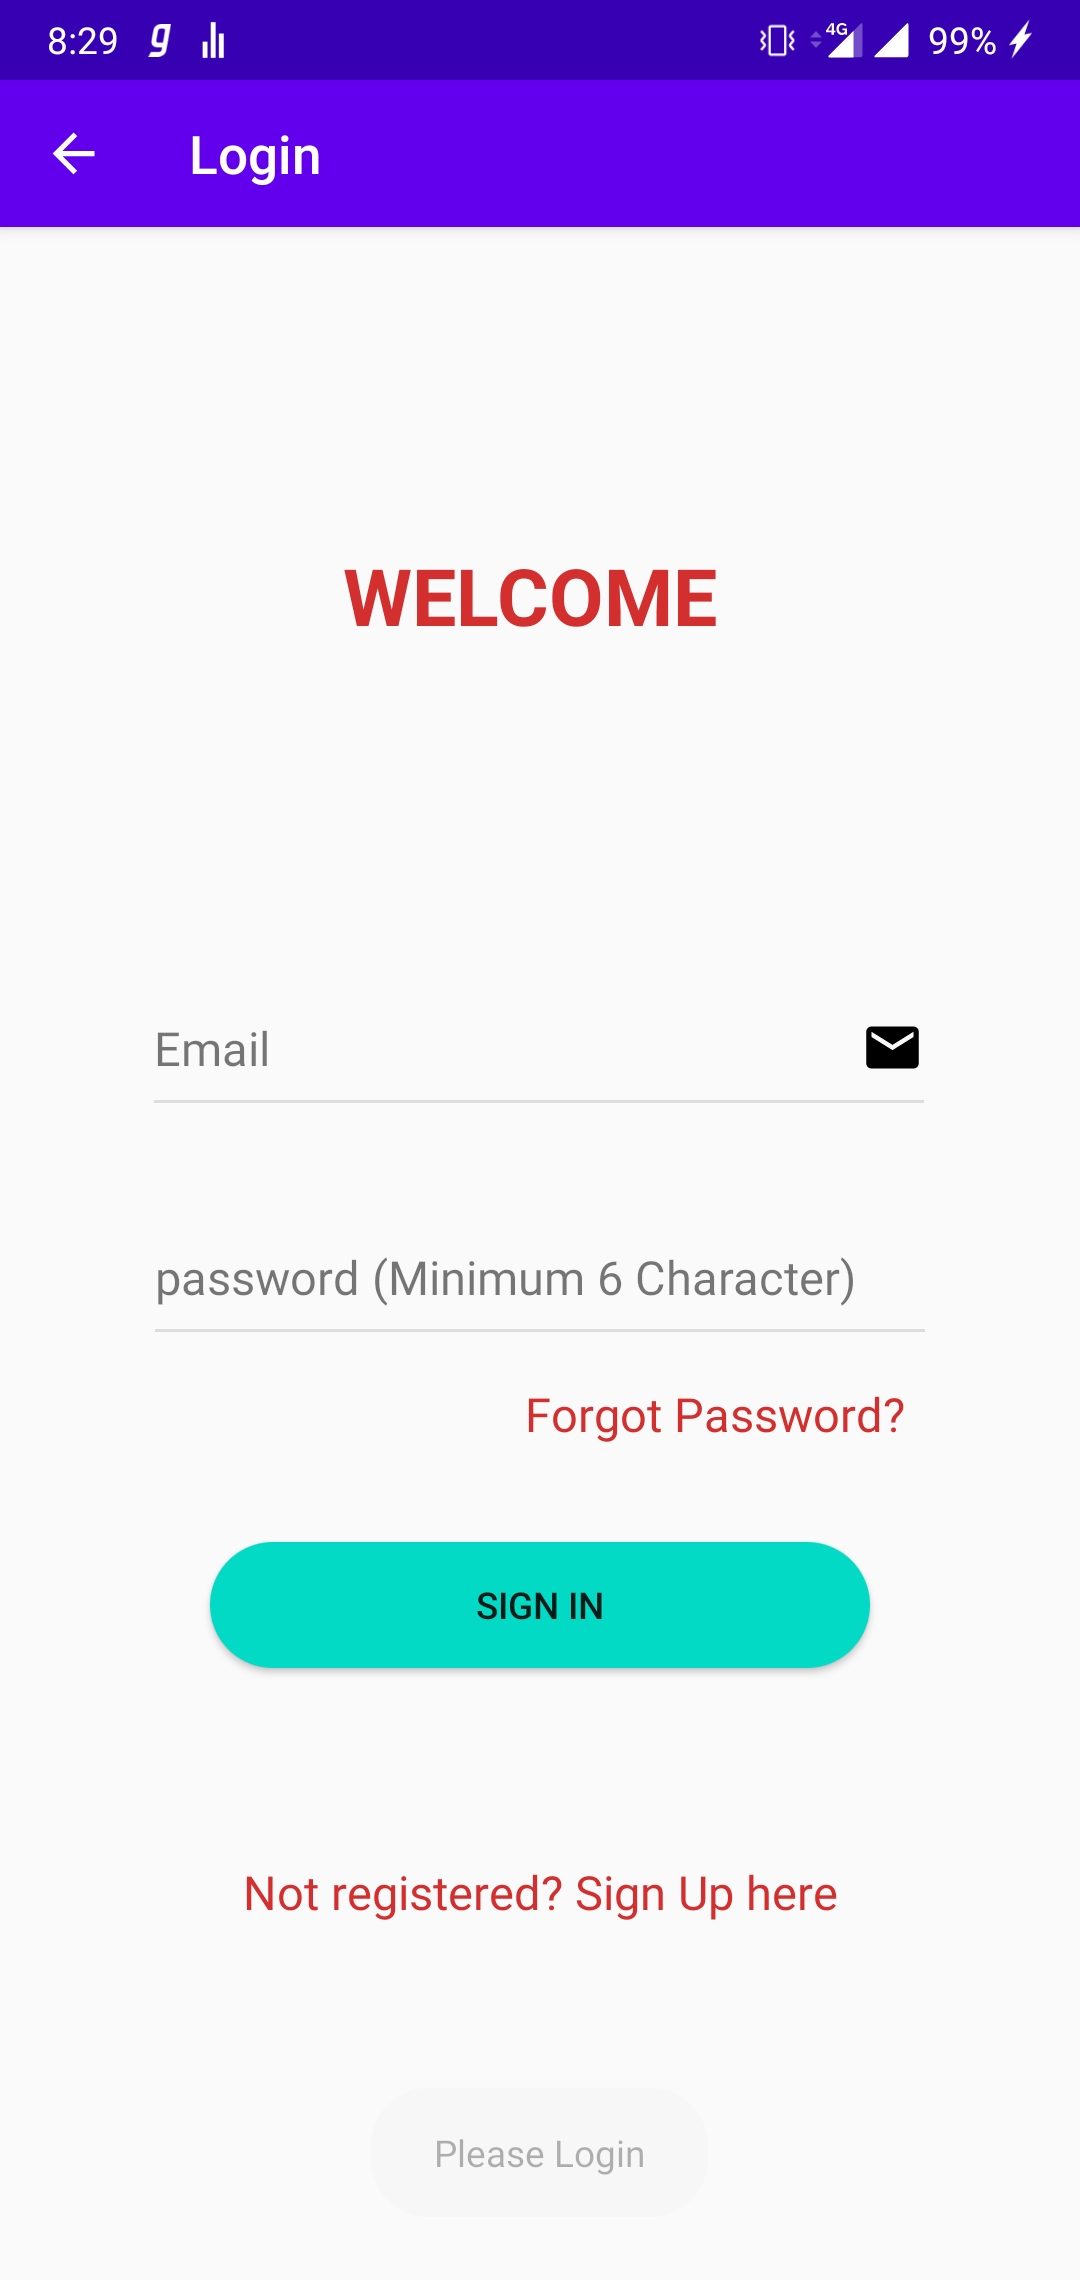 8:29 g 4G 99%
Login
WELCOME
Email
password (Minimum 6 Character)
Forgot Password?
SIGN IN
Not registered? Sign Up here
Please Login